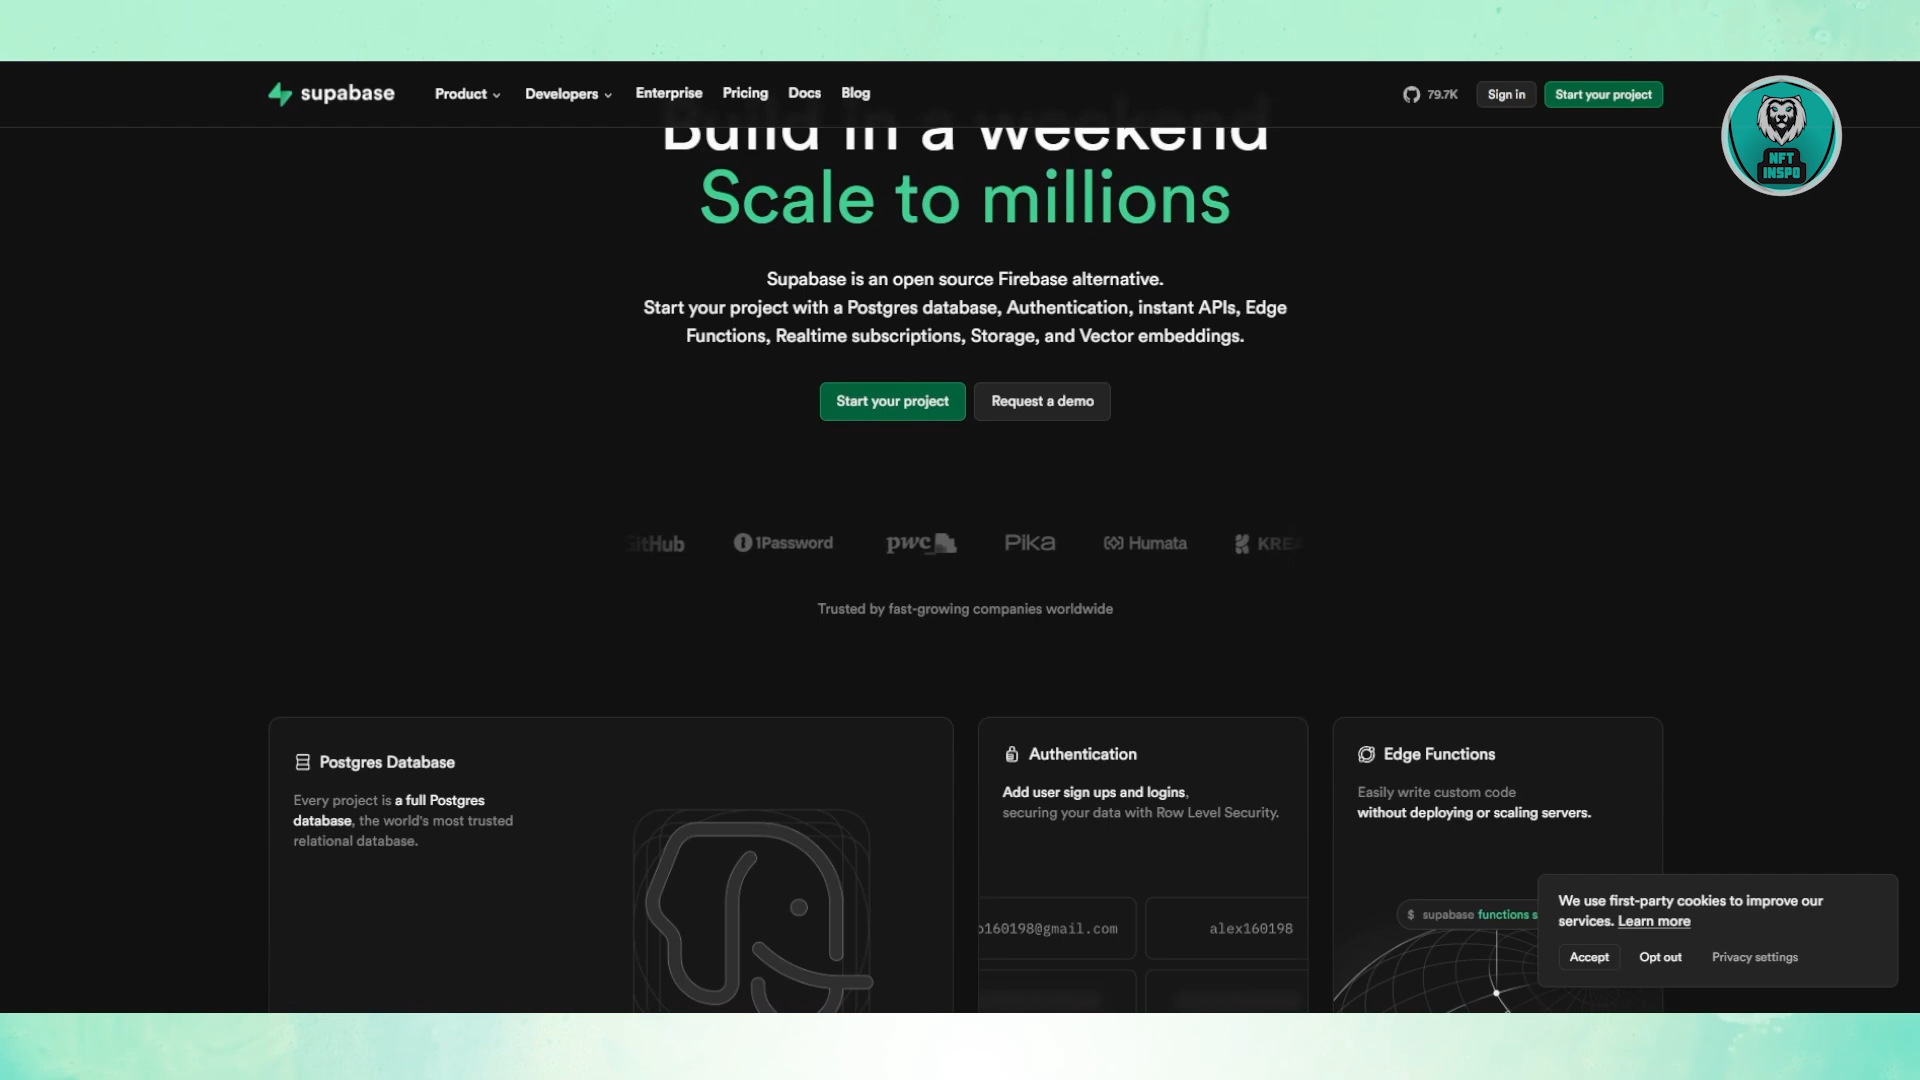 supabase
Product
Developers
Enterprise
Pricing
Docs
Blog
79.7K
Sign in
Start your project
NFT
INSPO
Build in a weekend
Scale to millions
Supabase is an open source Firebase alternative.
Start your project with a Postgres database, Authentication, instant APIs, Edge
Functions, Realtime subscriptions, Storage, and Vector embeddings.
Start your project
Request a demo
GitHub
1Password
pwc
Pika
Humata
KREA
Trusted by fast-growing companies worldwide
Postgres Database
Every project is a full Postgres
database, the world's most trusted
relational database.
Authentication
Add user sign ups and logins,
securing your data with Row Level Security.
160198@gmail.com
alex160198
Edge Functions
Easily write custom code
without deploying or scaling servers.
$ supabase functions s
We use first-party cookies to improve our
services. Learn more
Accept
Opt out
Privacy settings